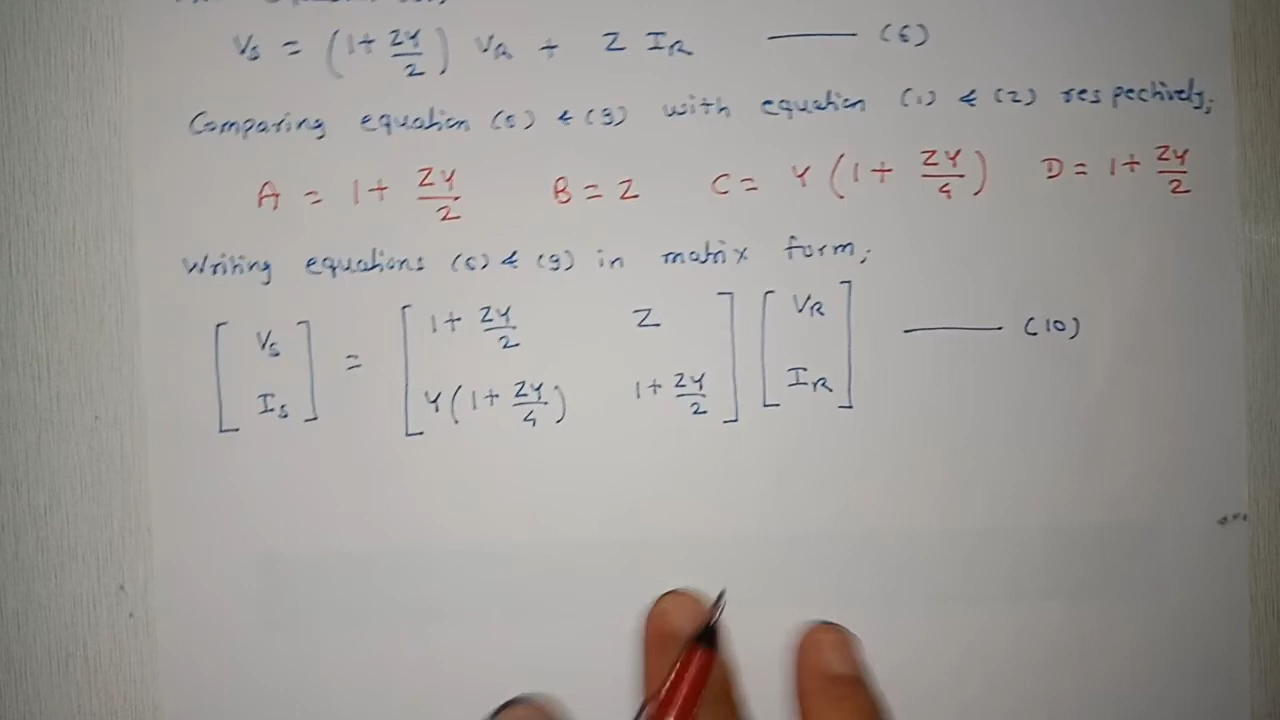 Vs = (1 + ZY/2) VR + Z IR —— (6)
Comparing equation (6) & (9) with equation (1) & (2) respectively;
A = 1 + ZY/2 B = Z C = Y (1 + ZY/4) D = 1 + ZY/2
Writing equations (6) & (9) in matrix form;
[Vs Is] = [1 + ZY/2 Z Y(1 + ZY/4) 1 + ZY/2] [VR IR] —— (10)